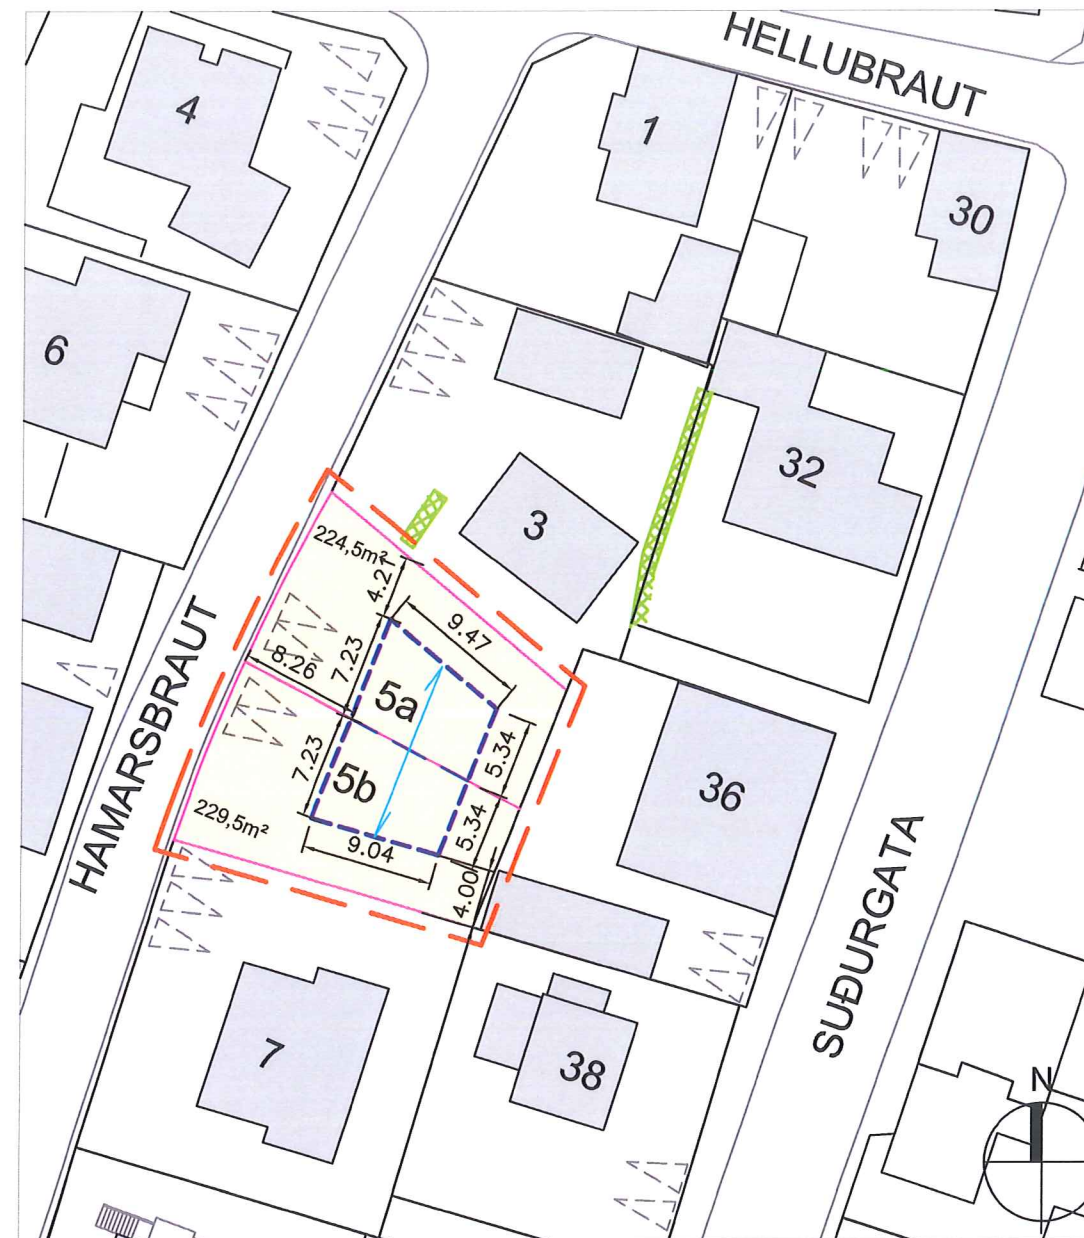 HELLUBRAUT
4
1
30
6
32
3
224,5m²
4.21
9.47
7.23
8.26
5a
5.34
7.23
5b
36
HAMARSBRAUT
229,5m²
9.04
5.34
4.00
SUÐURGATA
7
38
N